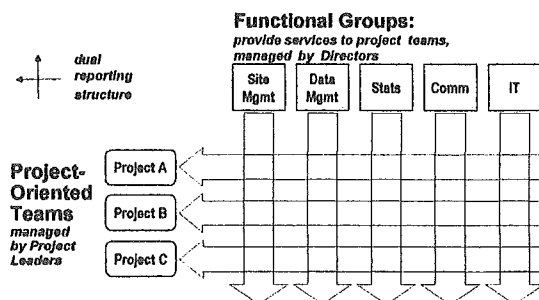 Functional Groups:
provide services to project teams,
managed by Directors
dual
reporting
structure
Site
Mgmt
Data
Mgmt
Stats
Comm
IT
Project-
Oriented
Teams
managed
by Project
Leaders
Project A
Project B
Project C